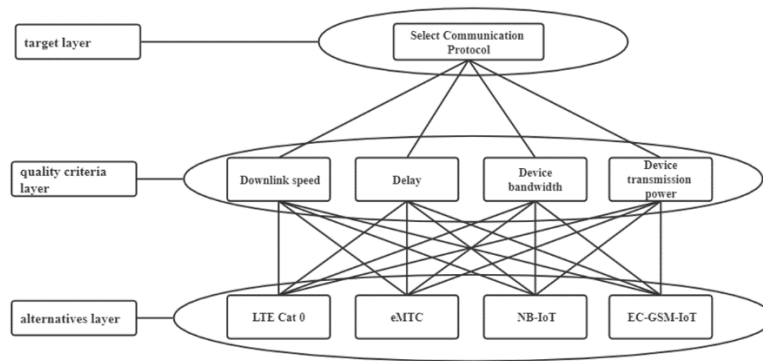 target layer
Select Communication
Protocol
quality criteria
layer
Downlink speed
Delay
Device
bandwidth
Device
transmission
power
alternatives layer
LTE Cat 0
eMTC
NB-IoT
EC-GSM-IoT